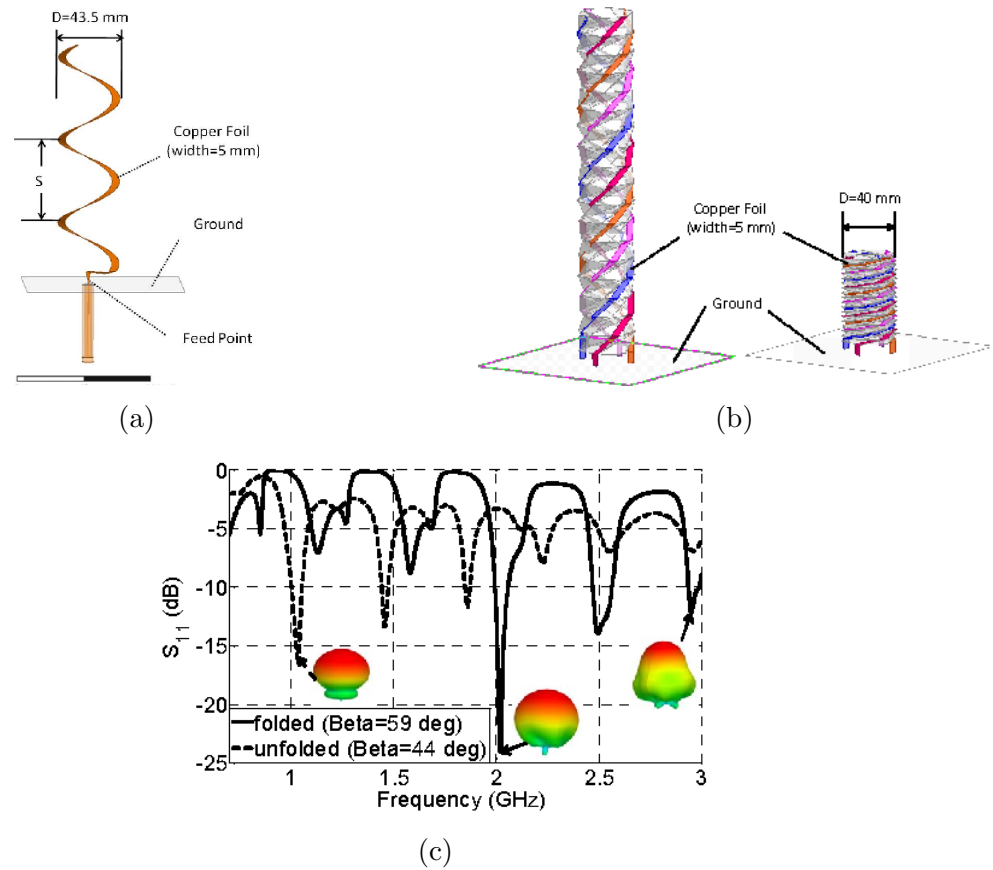 D=43.5 mm
Copper Foil
(width=5 mm)
S
Ground
Feed Point
(a)
D=40 mm
Copper Foil
(width=5 mm)
Ground
(b)
0
-5
-10
-15
-20
-25
S11 (dB)
folded (Beta=59 deg)
unfolded (Beta=44 deg)
1
1.5
2
2.5
3
Frequency (GHz)
(c)